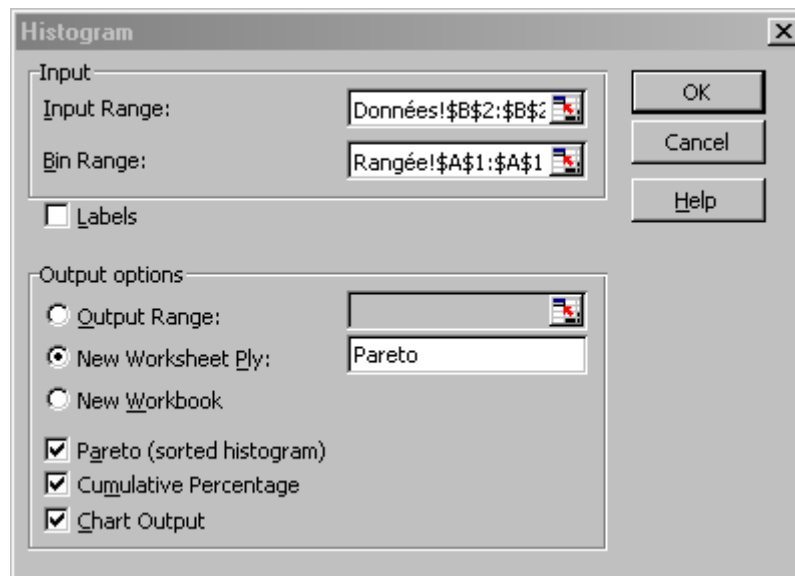 Histogram
Input
Input Range:
Données!$B$2:$B$2
Bin Range:
Rangée!$A$1:$A$1
Labels
OK
Cancel
Help
Output options
Output Range:
New Worksheet Ply:
Pareto
New Workbook
Pareto (sorted histogram)
Cumulative Percentage
Chart Output